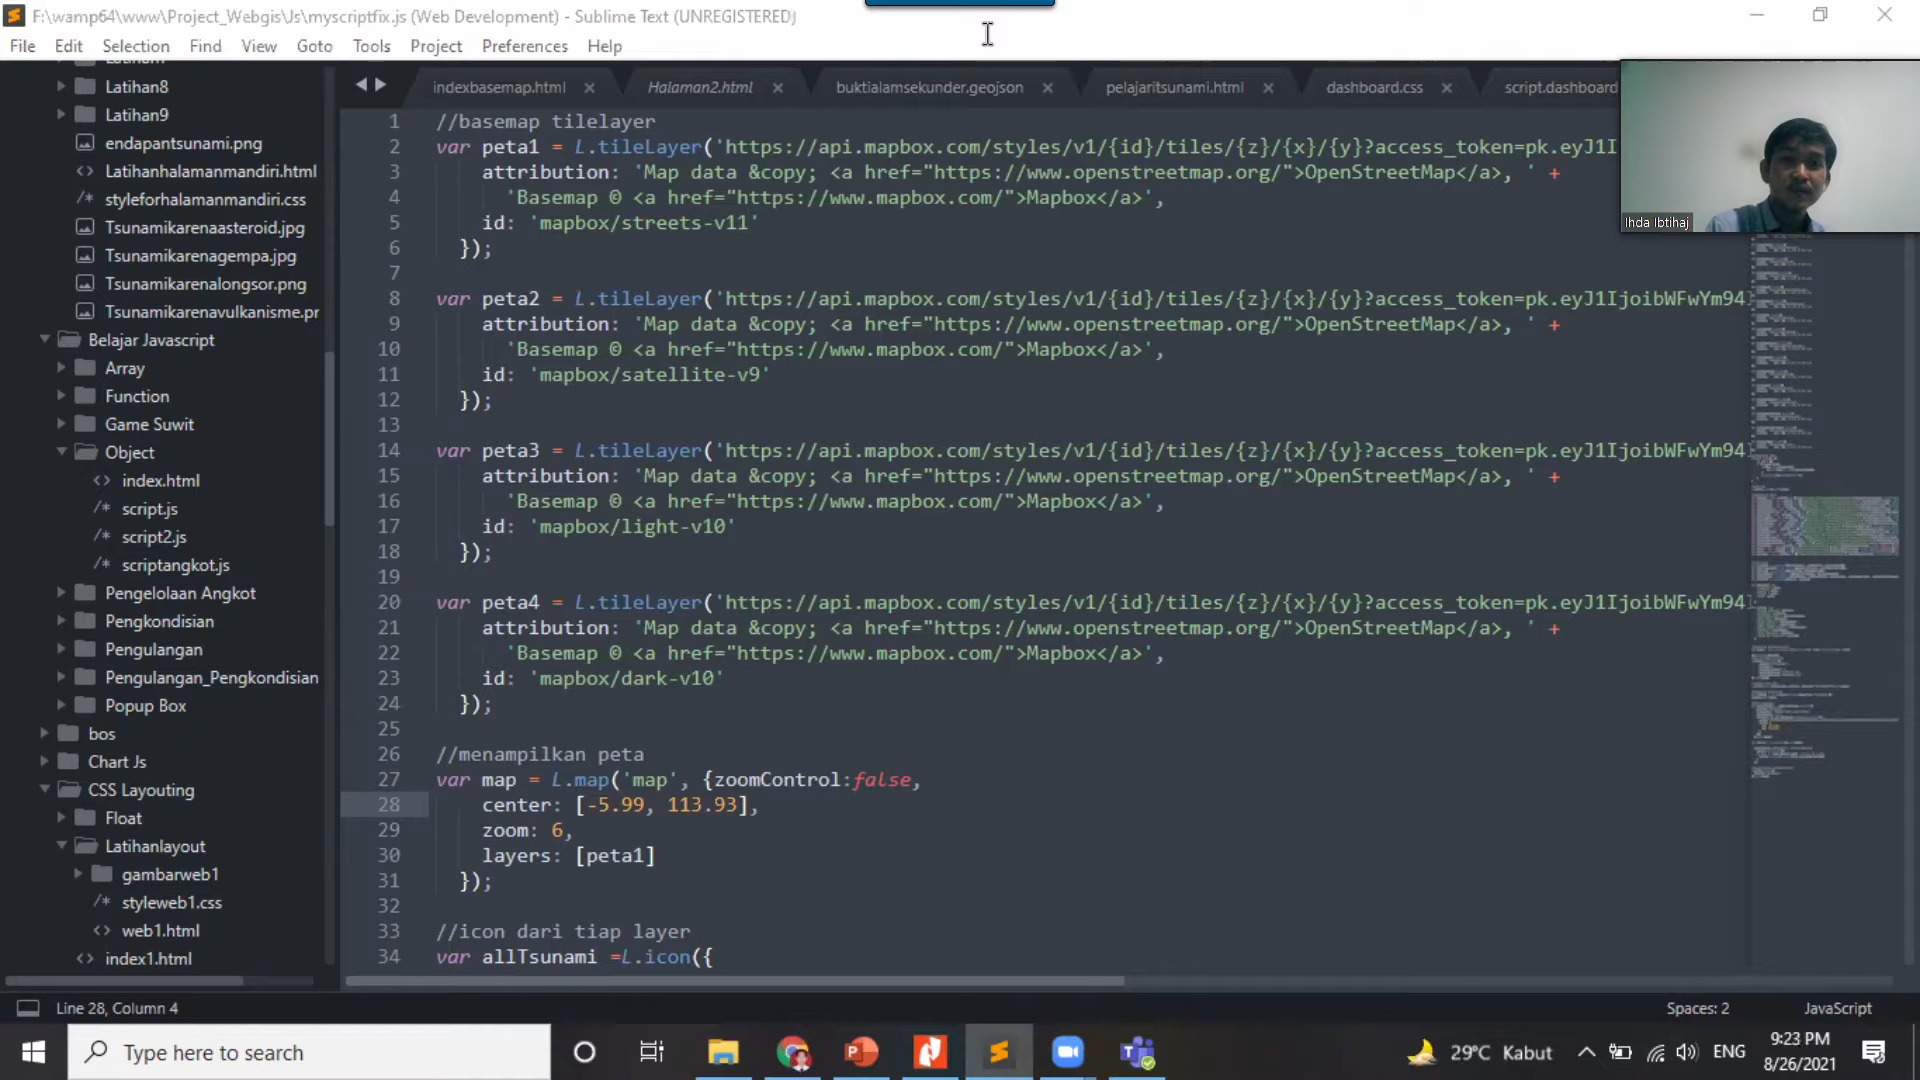 F:\wamp64\www\Project_Webgis\Js\myscriptfix.js (Web Development) - Sublime Text (UNREGISTERED)
File Edit Selection Find View Goto Tools Project Preferences Help
Latihan8
Latihan9
endapantsunami.png
Latihanhalamanmandiri.html
styleforhalamanmandiri.css
Tsunamikarenaasteroid.jpg
Tsunamikarenagempa.jpg
Tsunamikarenalongsor.png
Tsunamikarenavulkanisme.pr
Belajar Javascript
Array
Function
Game Suwit
Object
index.html
script.js
script2.js
scriptangkot.js
Pengelolaan Angkot
Pengkondisian
Pengulangan
Pengulangan_Pengkondisian
Popup Box
bos
Chart Js
CSS Layouting
Float
Latihanlayout
gambarweb1
styleweb1.css
web1.html
index1.html
indexbasemap.html Halaman2.html buktialamsekunder.geojson pelajaritsunami.html dashboard.css script.dashboard
1 //basemap tilelayer
2 var peta1 = L.tileLayer('https://api.mapbox.com/styles/v1/{id}/tiles/{z}/{x}/{y}?access_token=pk.eyJ1I
3 attribution: 'Map data &copy; <a href="https://www.openstreetmap.org/">OpenStreetMap</a>, ' +
4 'Basemap © <a href="https://www.mapbox.com/">Mapbox</a>',
5 id: 'mapbox/streets-v11'
6 });
7
8 var peta2 = L.tileLayer('https://api.mapbox.com/styles/v1/{id}/tiles/{z}/{x}/{y}?access_token=pk.eyJ1IjoibWFwYm94
9 attribution: 'Map data &copy; <a href="https://www.openstreetmap.org/">OpenStreetMap</a>, ' +
10 'Basemap © <a href="https://www.mapbox.com/">Mapbox</a>',
11 id: 'mapbox/satellite-v9'
12 });
13
14 var peta3 = L.tileLayer('https://api.mapbox.com/styles/v1/{id}/tiles/{z}/{x}/{y}?access_token=pk.eyJ1IjoibWFwYm94
15 attribution: 'Map data &copy; <a href="https://www.openstreetmap.org/">OpenStreetMap</a>, ' +
16 'Basemap © <a href="https://www.mapbox.com/">Mapbox</a>',
17 id: 'mapbox/light-v10'
18 });
19
20 var peta4 = L.tileLayer('https://api.mapbox.com/styles/v1/{id}/tiles/{z}/{x}/{y}?access_token=pk.eyJ1IjoibWFwYm94
21 attribution: 'Map data &copy; <a href="https://www.openstreetmap.org/">OpenStreetMap</a>, ' +
22 'Basemap © <a href="https://www.mapbox.com/">Mapbox</a>',
23 id: 'mapbox/dark-v10'
24 });
25
26 //menampilkan peta
27 var map = L.map('map', {zoomControl:false,
28 center: [-5.99, 113.93],
29 zoom: 6,
30 layers: [peta1]
31 });
32
33 //icon dari tiap layer
34 var allTsunami =L.icon({
Ihda Ibtihaj
Line 28, Column 4 Spaces: 2 JavaScript
Type here to search
29°C Kabut ENG
9:23 PM
8/26/2021